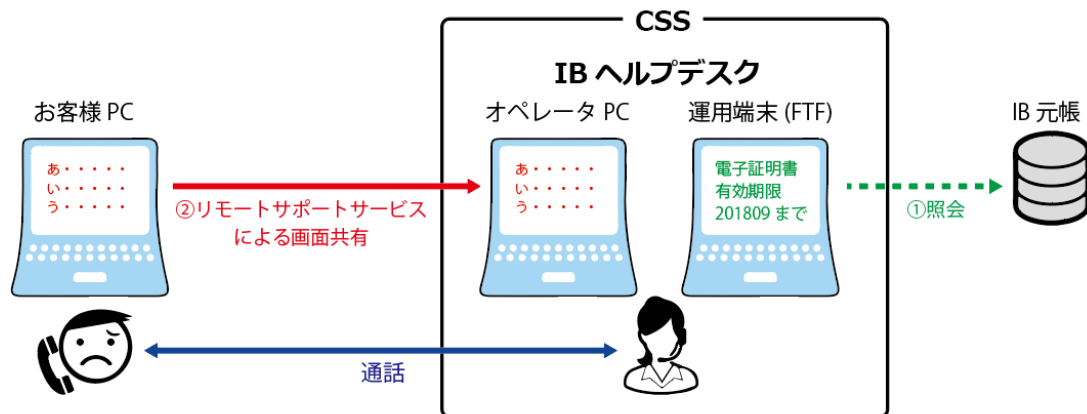 CSS
IB ヘルプデスク
お客様 PC
オペレータ PC
運用端末 (FTF)
IB 元帳
あ・・・・・
い・・・・・
う・・・・・
②リモートサポートサービス
による画面共有
あ・・・・・
い・・・・・
う・・・・・
電子証明書
有効期限
201809 まで
①照会
通話